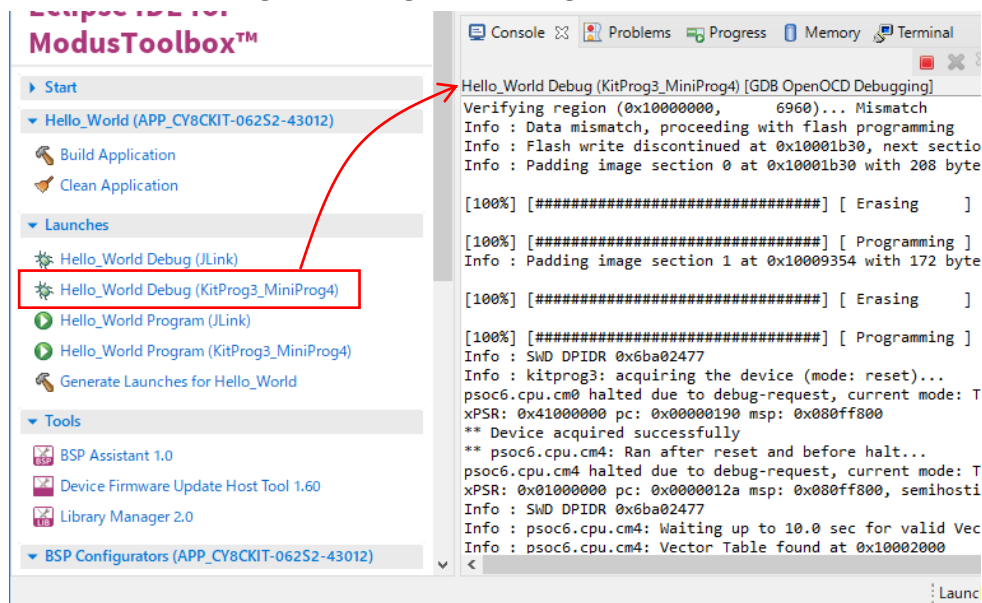 Eclipse IDE for
ModusToolbox™
Start
Hello_World (APP_CY8CKIT-062S2-43012)
Build Application
Clean Application
Launches
Hello_World Debug (JLink)
Hello_World Debug (KitProg3_MiniProg4)
Hello_World Program (JLink)
Hello_World Program (KitProg3_MiniProg4)
Generate Launches for Hello_World
Tools
BSP Assistant 1.0
Device Firmware Update Host Tool 1.60
Library Manager 2.0
BSP Configurators (APP_CY8CKIT-062S2-43012)
Console Problems Progress Memory Terminal
Hello_World Debug (KitProg3_MiniProg4) [GDB OpenOCD Debugging]
Verifying region (0x10000000, 6960)... Mismatch
Info : Data mismatch, proceeding with flash programming
Info : Flash write discontinued at 0x10001b30, next sectio
Info : Padding image section 0 at 0x10001b30 with 208 byte
[100%] [################################] [ Erasing ]
[100%] [################################] [ Programming ]
Info : Padding image section 1 at 0x10009354 with 172 byte
[100%] [################################] [ Erasing ]
[100%] [################################] [ Programming ]
Info : SWD DPIDR 0x6ba02477
Info : kitprog3: acquiring the device (mode: reset)...
psoc6.cpu.cm0 halted due to debug-request, current mode: T
xPSR: 0x41000000 pc: 0x00000190 msp: 0x080ff800
** Device acquired successfully
** psoc6.cpu.cm4: Ran after reset and before halt...
psoc6.cpu.cm4 halted due to debug-request, current mode: T
xPSR: 0x01000000 pc: 0x0000012a msp: 0x080ff800, semihosti
Info : SWD DPIDR 0x6ba02477
Info : psoc6.cpu.cm4: Waiting up to 10.0 sec for valid Vec
Info : psoc6.cpu.cm4: Vector Table found at 0x10002000
Launc